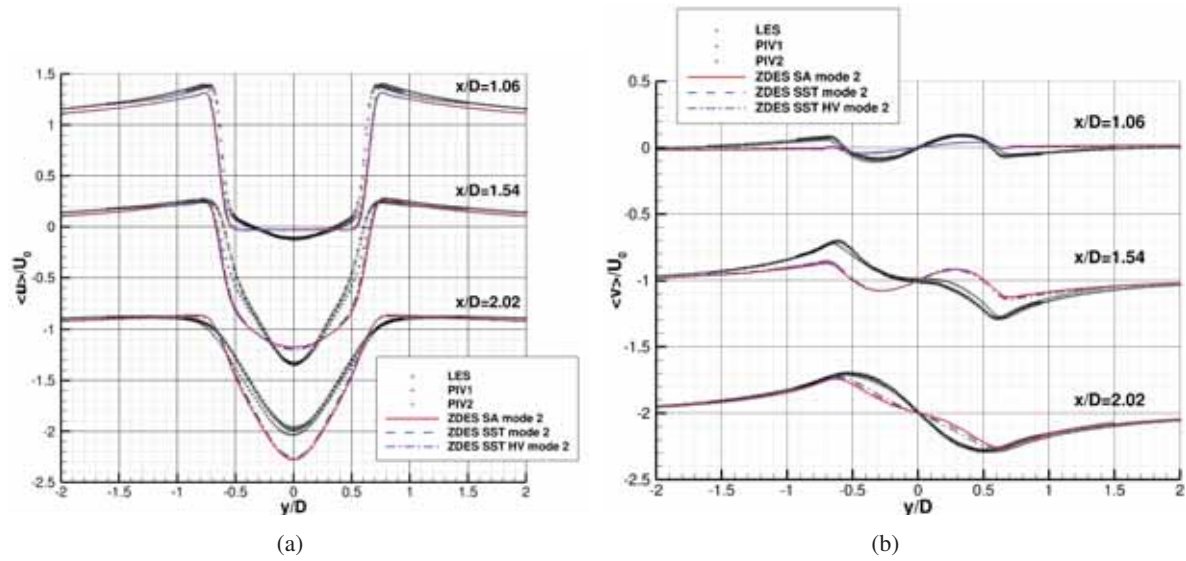 LES
PIV1
PIV2
ZDES SA mode 2
ZDES SST mode 2
ZDES SST HV mode 2
1.5
1
0.5
0
-0.5
-1
-1.5
-2
-2.5
<u>/U0
x/D=1.06
x/D=1.54
x/D=2.02
LES
PIV1
PIV2
ZDES SA mode 2
ZDES SST mode 2
ZDES SST HV mode 2
-2 -1.5 -1 -0.5 0 0.5 1 1.5 2
y/D
0.5
0
-0.5
-1
-1.5
-2
-2.5
<v>/U0
x/D=1.06
x/D=1.54
x/D=2.02
-2 -1.5 -1 -0.5 0 0.5 1 1.5 2
y/D
(a)
(b)